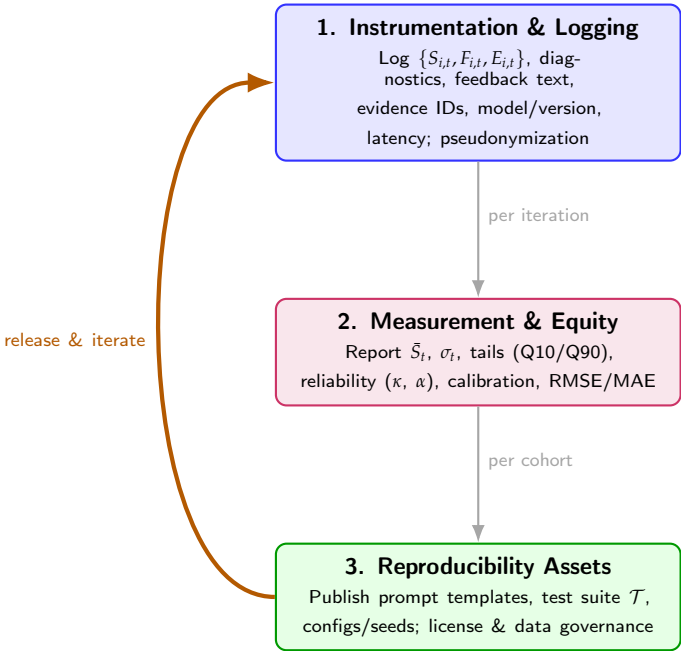 1. Instrumentation & Logging
Log {S_{i,t}, F_{i,t}, E_{i,t}}, diag-
nostics, feedback text,
evidence IDs, model/version,
latency; pseudonymization
per iteration
2. Measurement & Equity
Report S̄_t, σ_t, tails (Q10/Q90),
reliability (κ, α), calibration, RMSE/MAE
release & iterate
per cohort
3. Reproducibility Assets
Publish prompt templates, test suite 𝒯,
configs/seeds; license & data governance